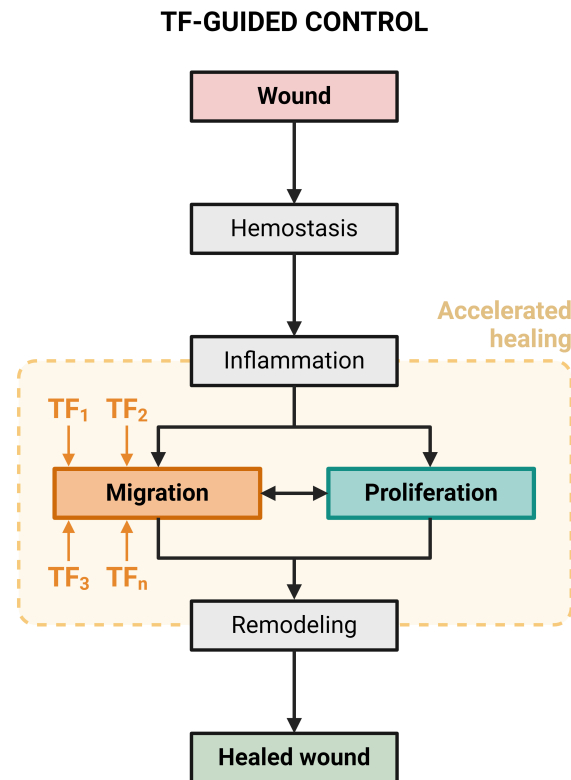 TF-GUIDED CONTROL
Wound
Hemostasis
Accelerated
healing
Inflammation
TF₁ TF₂
Migration Proliferation
TF₃ TFₙ
Remodeling
Healed wound